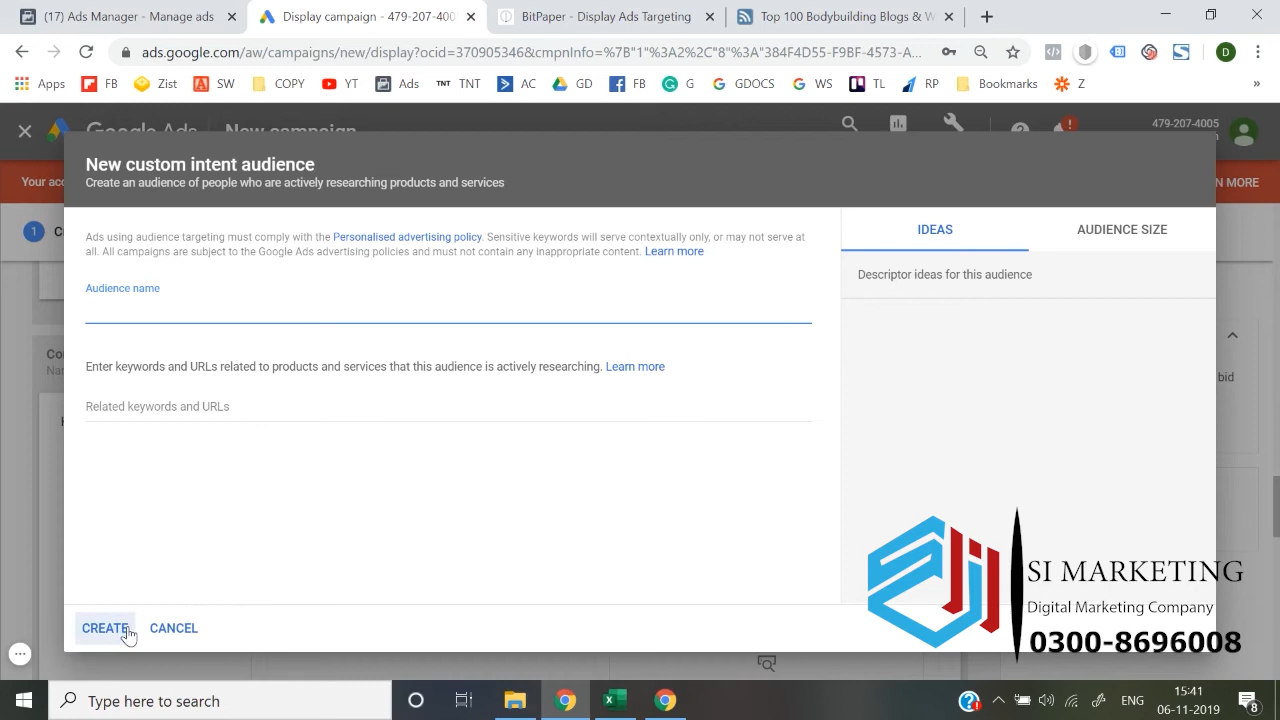 (17) Ads Manager - Manage ads
Display campaign - 479-207-400
BitPaper - Display Ads Targeting
Top 100 Bodybuilding Blogs & W
ads.google.com/aw/campaigns/new/display?ocid=370905346&cmpnInfo=%7B"1"%3A2%2C"8"%3A"384F4D55-F9BF-4573-A...
D
Apps
FB
Zist
SW
COPY
YT
Ads
TNT
TNT
AC
GD
FB
G
GDOCS
WS
TL
RP
Bookmarks
Z
»
Google Ads
New campaign
479-207-4005
Your acc
N MORE
New custom intent audience
Create an audience of people who are actively researching products and services
1
Ads using audience targeting must comply with the Personalised advertising policy. Sensitive keywords will serve contextually only, or may not serve at
all. All campaigns are subject to the Google Ads advertising policies and must not contain any inappropriate content. Learn more
IDEAS
AUDIENCE SIZE
Descriptor ideas for this audience
Audience name
Enter keywords and URLs related to products and services that this audience is actively researching. Learn more
bid
Related keywords and URLs
SI MARKETING
Digital Marketing Company
0300-8696008
CREATE
CANCEL
Type here to search
ENG
15:41
06-11-2019
8